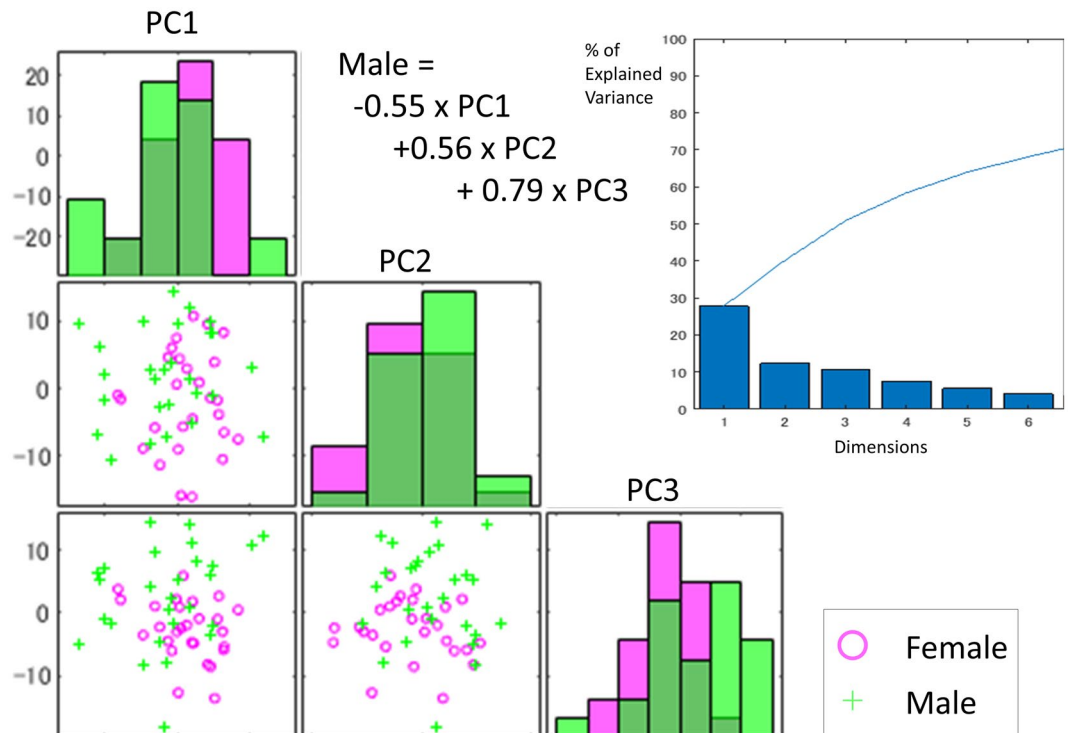 PC1
20
10
0
-10
-20
Male =
-0.55 x PC1
+0.56 x PC2
+ 0.79 x PC3
% of
Explained
Variance
100
90
80
70
60
50
40
30
20
10
0
1 2 3 4 5 6
Dimensions
PC2
10
0
-10
PC3
10
0
-10
Female
Male